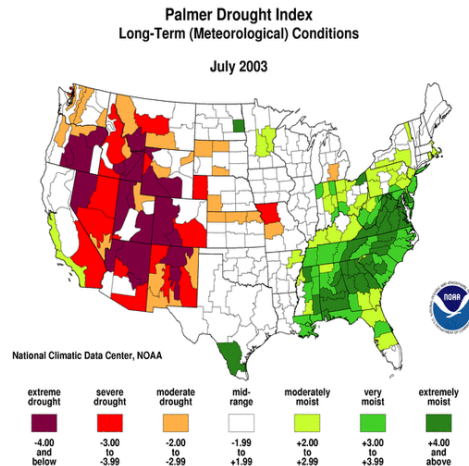 Palmer Drought Index
Long-Term (Meteorological) Conditions
July 2003
NOAA
National Climatic Data Center, NOAA
extreme drought severe drought moderate drought mid-range moderately moist very moist extremely moist
-4.00 and below -3.00 to -3.99 -2.00 to -2.99 -1.99 to +1.99 +2.00 to +2.99 +3.00 to +3.99 +4.00 and above